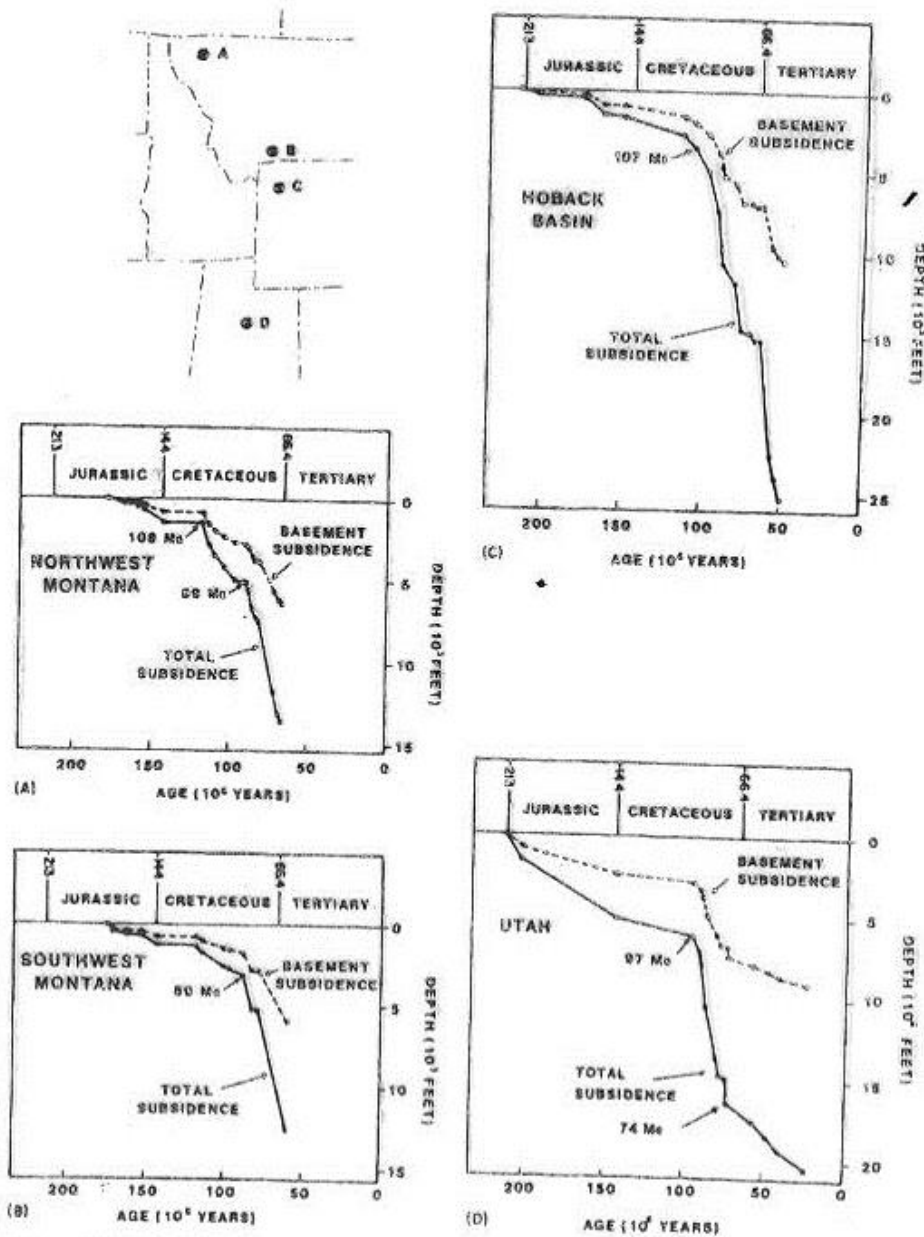 A
B
C
D
213
144
66.4
JURASSIC
CRETACEOUS
TERTIARY
BASEMENT
SUBSIDENCE
107 Ma
HOBACK
BASIN
TOTAL
SUBSIDENCE
6
8
10
15
20
25
DEPTH (10³ FEET)
200
150
100
50
0
AGE (10⁶ YEARS)
(C)
213
144
66.4
JURASSIC
CRETACEOUS
TERTIARY
108 Ma
BASEMENT
SUBSIDENCE
NORTHWEST
MONTANA
TOTAL
SUBSIDENCE
0
5
10
15
DEPTH (10³ FEET)
200
150
100
50
0
AGE (10⁶ YEARS)
(A)
213
144
JURASSIC
CRETACEOUS
TERTIARY
SOUTHWEST
MONTANA
BASEMENT
SUBSIDENCE
TOTAL
SUBSIDENCE
0
5
10
15
DEPTH (10³ FEET)
200
150
100
50
0
AGE (10⁶ YEARS)
(B)
213
144
66.4
JURASSIC
CRETACEOUS
TERTIARY
BASEMENT
SUBSIDENCE
UTAH
97 Ma
TOTAL
SUBSIDENCE
74 Ma
0
5
10
15
20
FEET)
200
150
100
50
0
AGE (10⁶ YEARS)
(D)